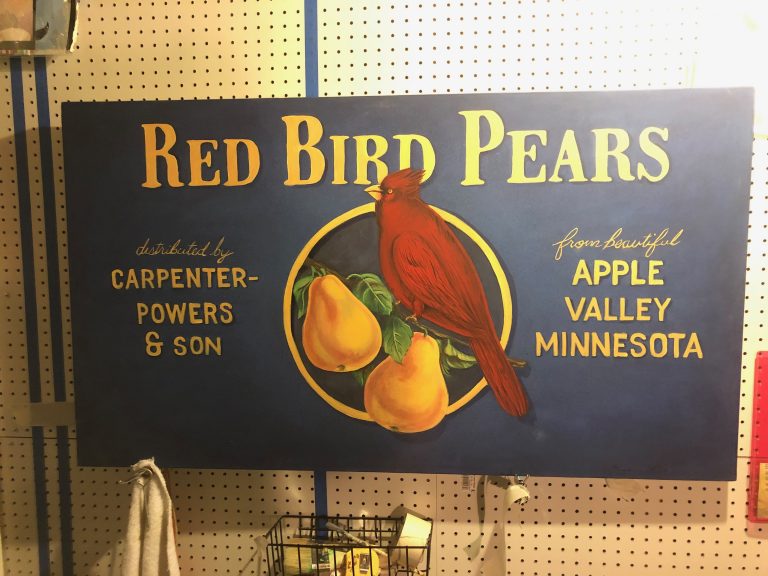 RED BIRD PEARS
distributed by
CARPENTER-
POWERS
& SON
from beautiful
APPLE
VALLEY
MINNESOTA